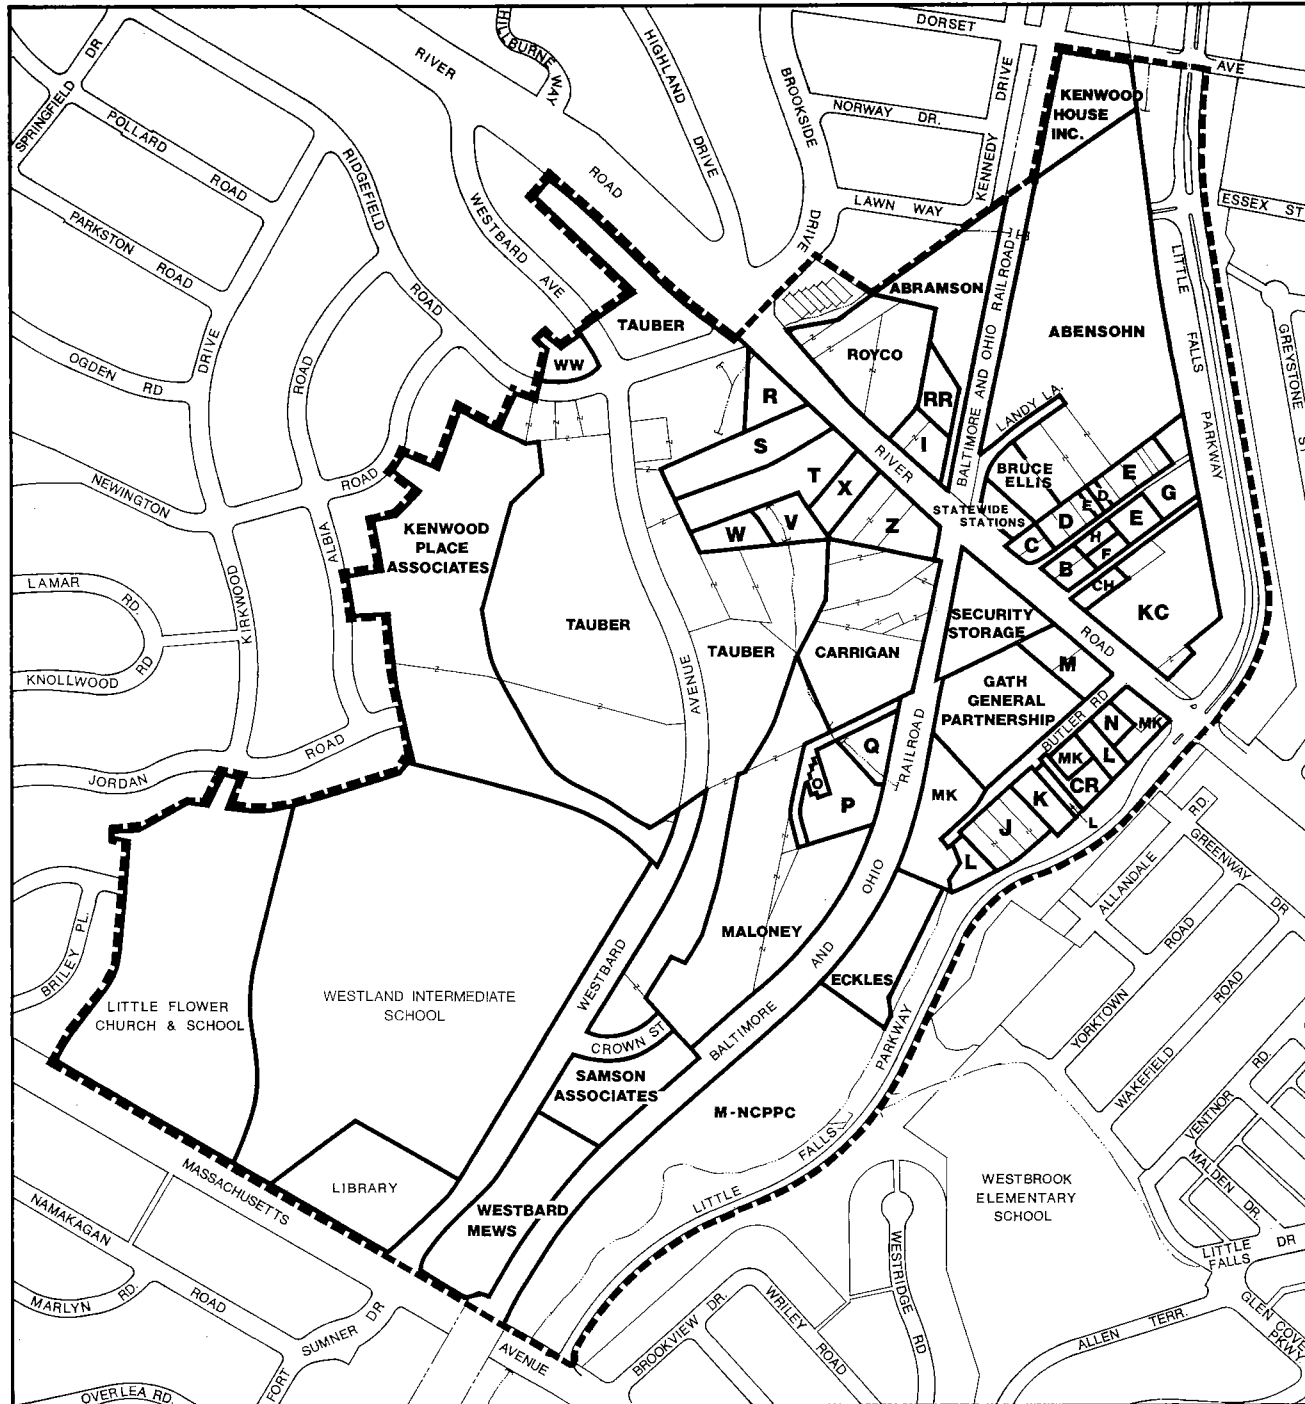 DORSET
AVE
HILLBURNE WAY
SPRINGFIELD DR
RIVER
ROAD
HIGHLAND
DRIVE
BROOKSIDE
DRIVE
NORWAY DR.
KENNEDY
DRIVE
LAWN WAY
KENWOOD
HOUSE
INC.
ESSEX ST
POLLARD
ROAD
PARKSTON
ROAD
RIDGEFIELD
ROAD
WESTBARD
AVE
OGDEN RD
DRIVE
ROAD
NEWINGTON
ROAD
ALBIA
KIRKWOOD
LAMAR
RD.
KNOLLWOOD
RD
JORDAN
ROAD
BRILEY PL.
TAUBER
WW
ABRAMSON
ROYCO
RR
I
R
S
T
X
Z
W
V
BALTIMORE AND OHIO RAILROAD
ABENSOHN
LITTLE
FALLS
PARKWAY
GREYSTONE
LANDY LA.
BRUCE
ELLIS
STATEWIDE
STATIONS
RIVER
ROAD
C
D
E
D
E
G
E
H
F
B
CH
KC
KENWOOD
PLACE
ASSOCIATES
TAUBER
AVENUE
TAUBER
CARRIGAN
SECURITY
STORAGE
M
GATH
GENERAL
PARTNERSHIP
BUTLER RD
N
MK
MK
L
CR
K
L
J
L
MK
Q
O
P
RAILROAD
OHIO
AND
BALTIMORE
MALONEY
ECKLES
WESTBARD
CROWN ST
SAMSON
ASSOCIATES
M-NCPPC
PARKWAY
FALLS
LITTLE
WESTLAND INTERMEDIATE
SCHOOL
LITTLE FLOWER
CHURCH & SCHOOL
LIBRARY
WESTBARD
MEWS
MASSACHUSETTS
AVENUE
NAMAKAGAN
ROAD
MARLYN RD.
FORT
SUMNER DR
OVERLEA RD.
BROOKVIEW DR.
WRILEY
ROAD
WESTRIDGE
RD
WESTBROOK
ELEMENTARY
SCHOOL
ALLANDALE
RD.
GREENWAY
DR
YORKTOWN
ROAD
WAKEFIELD
ROAD
VENTNOR
RD.
MALDEN DR.
LITTLE
FALLS
DR
GLEN COVE
PKWY
ALLEN TERR.